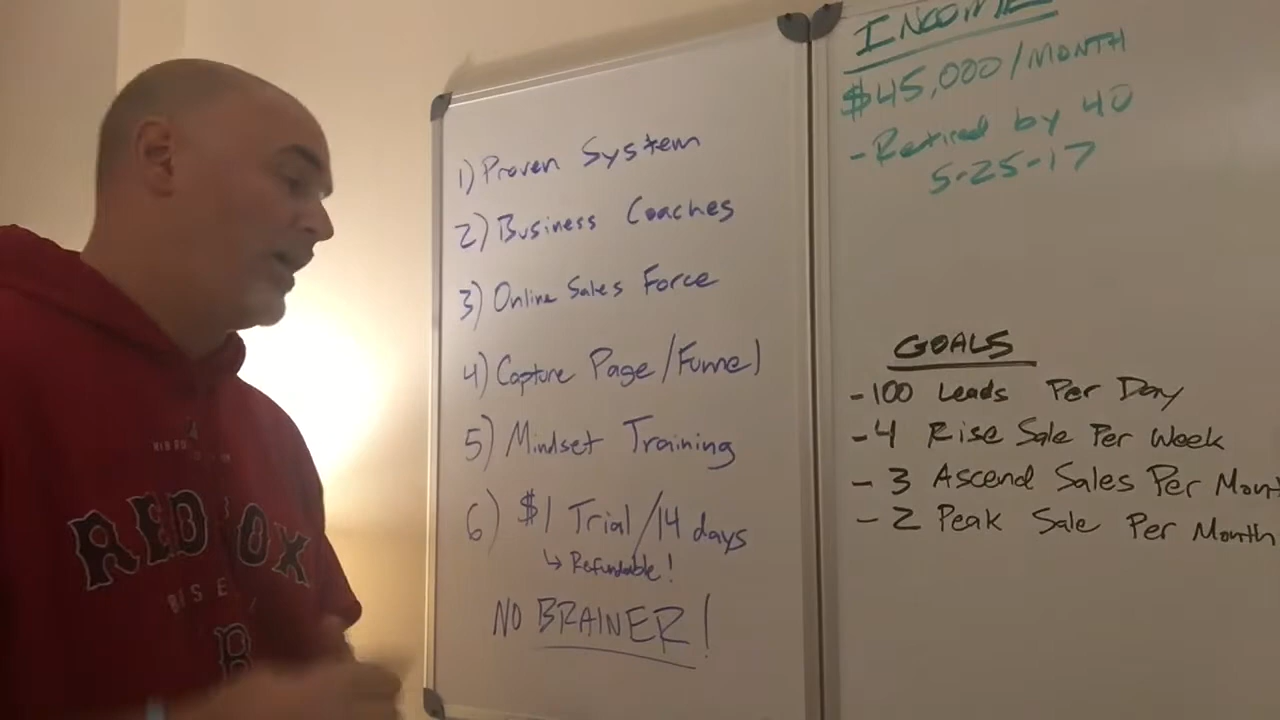 1) Proven System
2) Business Coaches
3) Online Sales Force
4) Capture Page/Funnel
5) Mindset Training
6) $1 Trial/14 days
↳ Refundable!
NO BRAINER!
INCOME
$45,000/MONTH
- Retired by 40
5-25-17
GOALS
- 100 Leads Per Day
- 4 Rise Sale Per Week
- 3 Ascend Sales Per Mont
- 2 Peak Sale Per Month
RED SOX
B